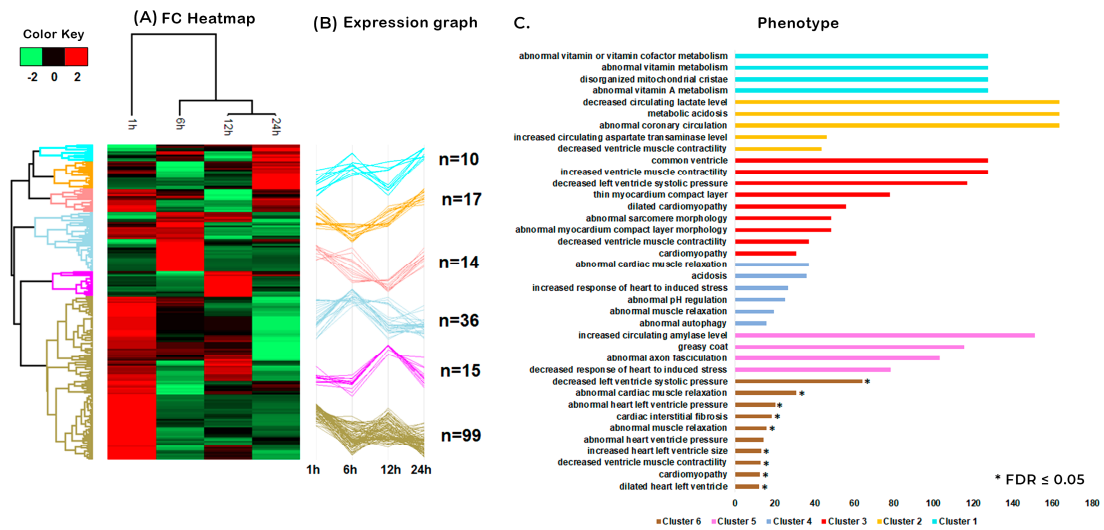 (A) FC Heatmap
(B) Expression graph
C.
Phenotype
Color Key
-2 0 2
1h
6h
12h
24h
n=10
n=17
n=14
n=36
n=15
n=99
1h 6h 12h 24h
abnormal vitamin or vitamin cofactor metabolism
abnormal vitamin metabolism
disorganized mitochondrial cristae
abnormal vitamin A metabolism
decreased circulating lactate level
metabolic acidosis
abnormal coronary circulation
increased circulating aspartate transaminase level
decreased ventricle muscle contractility
common ventricle
increased ventricle muscle contractility
decreased left ventricle systolic pressure
thin myocardium compact layer
dilated cardiomyopathy
abnormal sarcomere morphology
abnormal myocardium compact layer morphology
decreased ventricle muscle contractility
cardiomyopathy
abnormal cardiac muscle relaxation
acidosis
increased response of heart to induced stress
abnormal pH regulation
abnormal muscle relaxation
abnormal autophagy
increased circulating amylase level
greasy coat
abnormal axon fasciculation
decreased response of heart to induced stress
decreased left ventricle systolic pressure *
abnormal cardiac muscle relaxation *
abnormal heart left ventricle pressure *
cardiac interstitial fibrosis *
abnormal muscle relaxation *
abnormal heart ventricle pressure
increased heart left ventricle size *
decreased ventricle muscle contractility *
cardiomyopathy *
dilated heart left ventricle *
* FDR ≤ 0.05
0 20 40 60 80 100 120 140 160 180
Cluster 6 Cluster 5 Cluster 4 Cluster 3 Cluster 2 Cluster 1